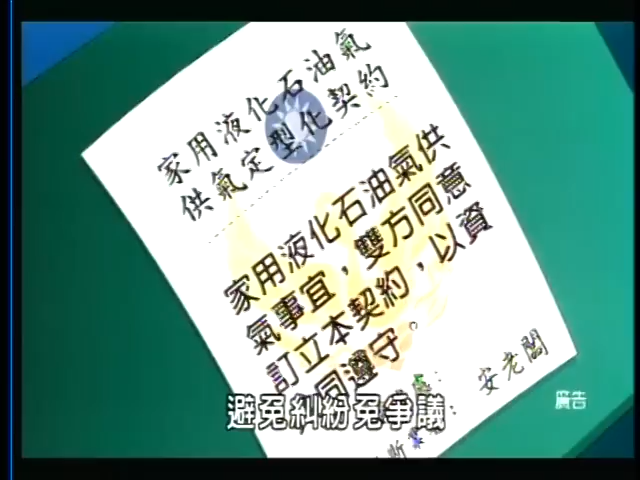 家用液化石油氣
供氣定型化契約
家用液化石油氣供
氣事宜，雙方同意
訂立本契約，以資
同遵守。
安老闆
避免糾紛免爭議
廣告